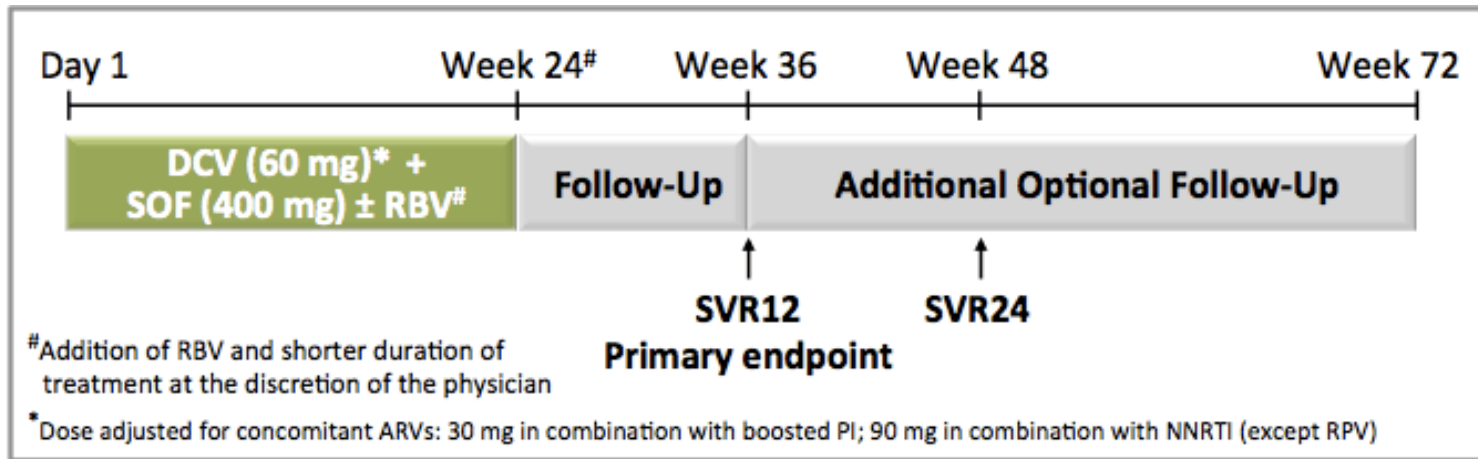 Day 1 Week 24# Week 36 Week 48 Week 72
DCV (60 mg)* +
SOF (400 mg) ± RBV#
Follow-Up
Additional Optional Follow-Up
SVR12
Primary endpoint
SVR24
#Addition of RBV and shorter duration of
treatment at the discretion of the physician
*Dose adjusted for concomitant ARVs: 30 mg in combination with boosted PI; 90 mg in combination with NNRTI (except RPV)